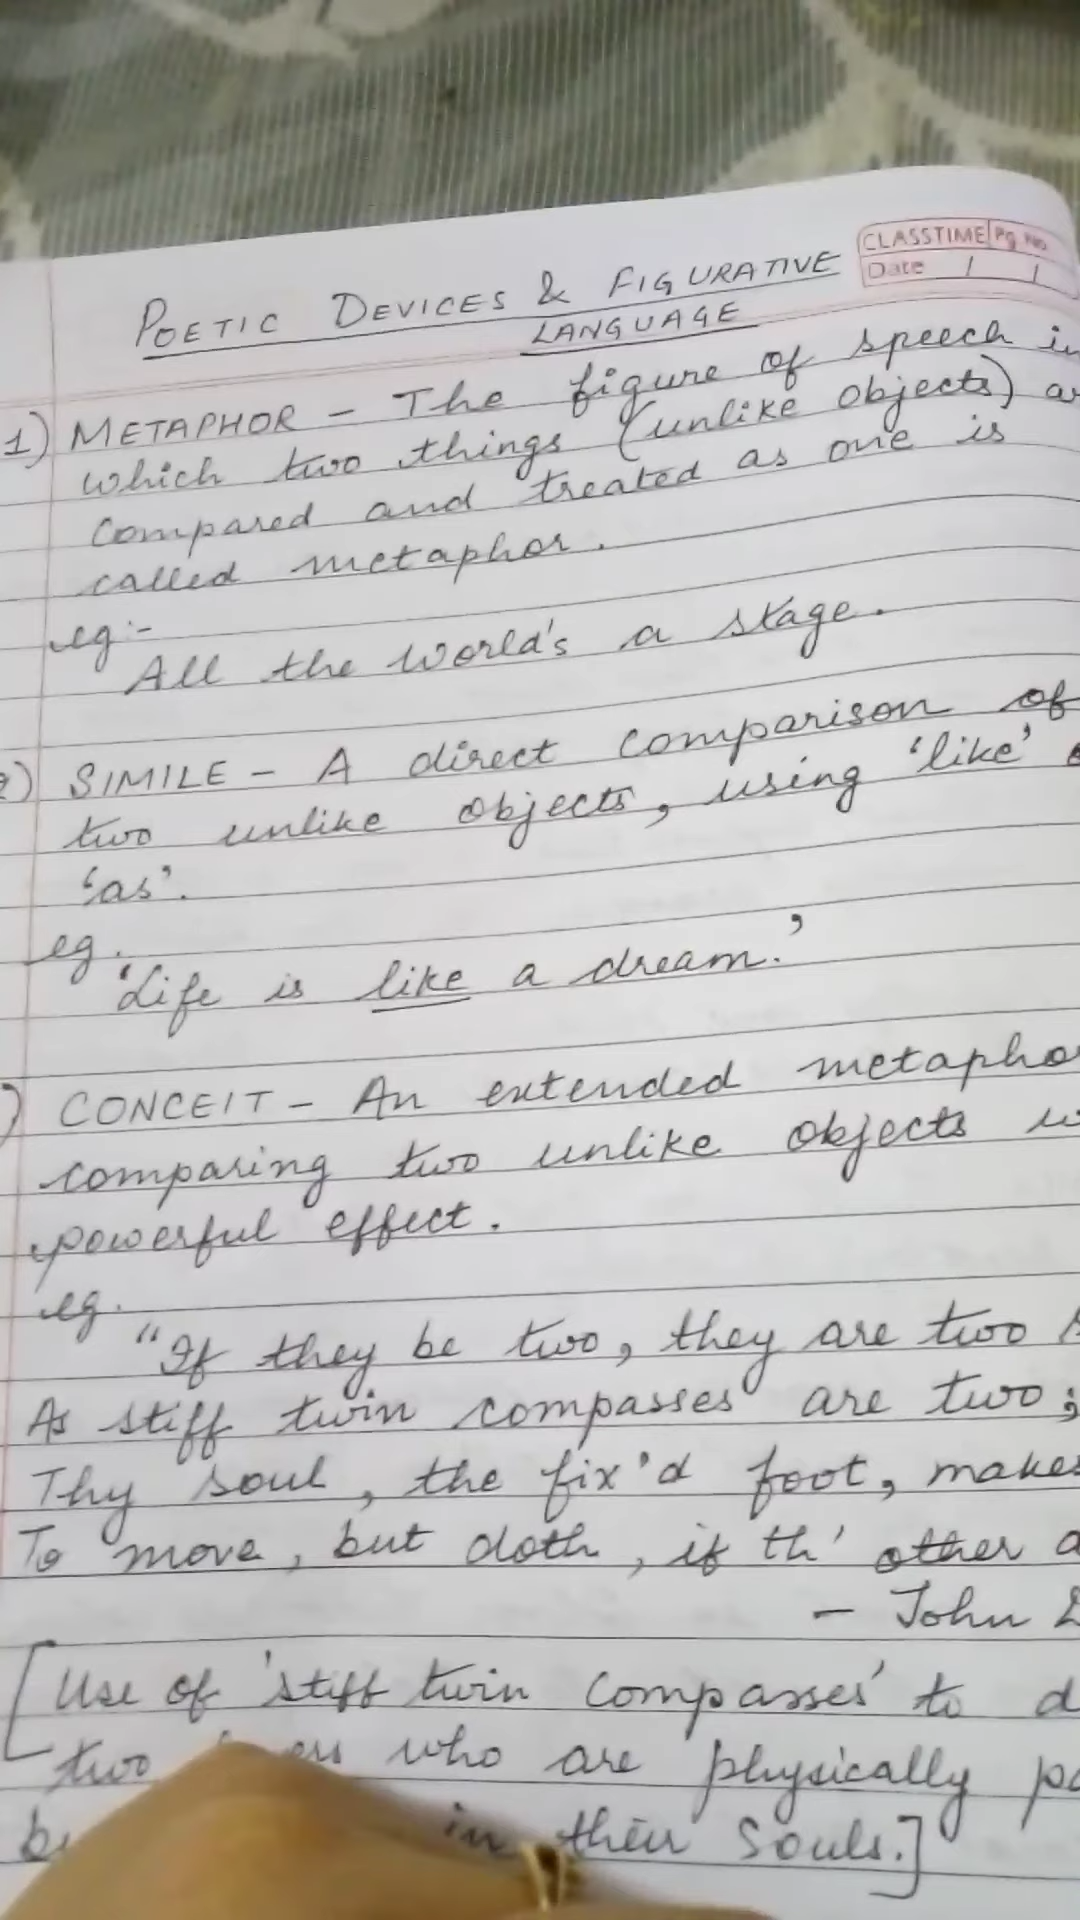 CLASSTIME Pg. No.
Date / /
POETIC DEVICES & FIGURATIVE
LANGUAGE
1) METAPHOR - The figure of speech in
which two things (unlike objects)
compared and treated as one is
called metaphor.
eg:-
All the world's a stage.
2) SIMILE - A direct comparison of
two unlike objects, using 'like'
'as'.
eg.
'Life is like a dream.'
) CONCEIT - An extended metaphor
comparing two unlike objects
powerful effect.
eg.
"If they be two, they are two
As stiff twin compasses are two;
Thy soul, the fix'd foot, makes
To move, but doth, if th' other
- John
[Use of 'stiff twin compasses' to
two who are physically
in their souls.]